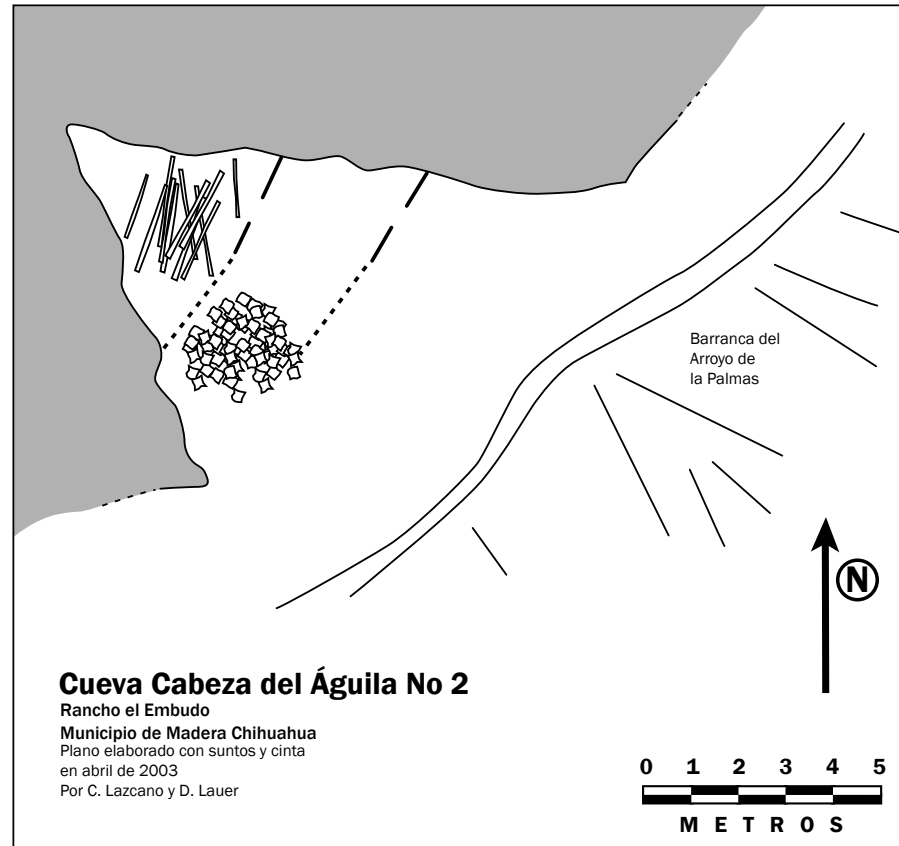 Barranca del
Arroyo de
la Palmas
N
Cueva Cabeza del Águila No 2
Rancho el Embudo
Municipio de Madera Chihuahua
Plano elaborado con suntos y cinta
en abril de 2003
Por C. Lazcano y D. Lauer
0 1 2 3 4 5
METROS